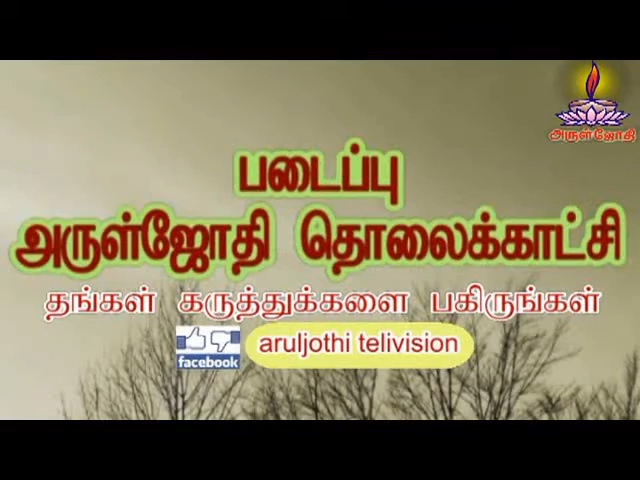 அருள்ஜோதி
படைப்பு
அருள்ஜோதி தொலைக்காட்சி
தங்கள் கருத்துக்களை பகிருங்கள்
facebook
aruljothi telivision